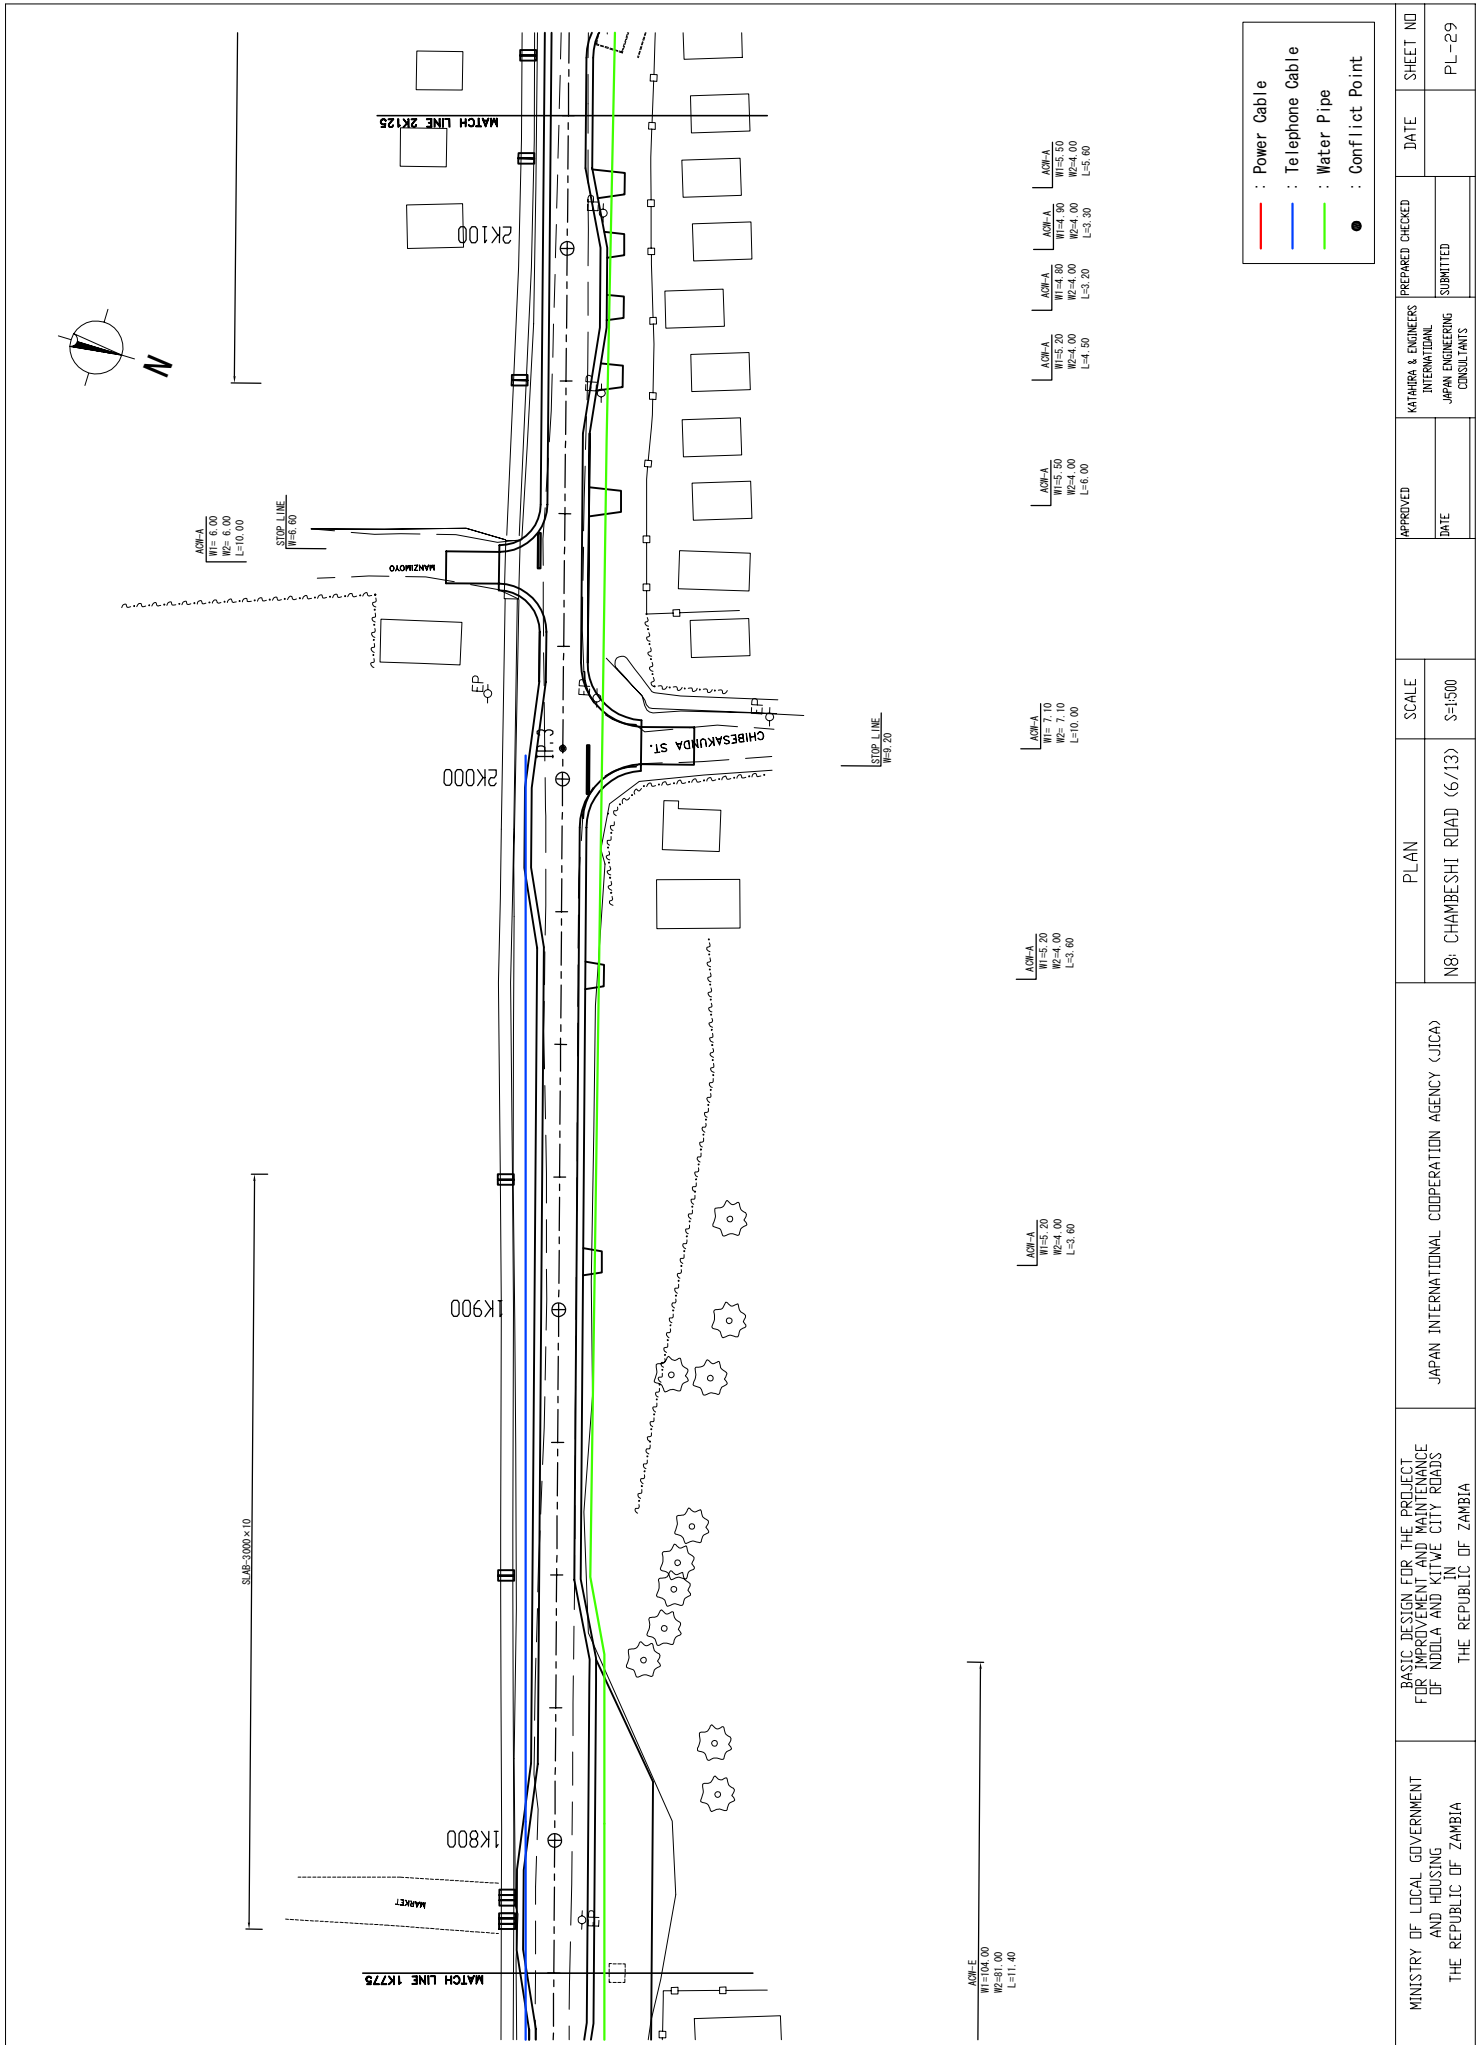 MATCH LINE 2K125
2K100
N
ACW-A
W1= 6.00
W2= 6.00
L=10.00
STOP LINE
W=6.60
MANZIMOYO
EP
EP
EP
EP
EP
IP.3
2K000
CHIBESAKUNDA ST.
STOP LINE
W=9.20
1K900
SLAB-3000×10
1K800
MARKET
EP
MATCH LINE 1K775
ACW-A
W1=5.50
W2=4.00
L=5.60
ACW-A
W1=4.90
W2=4.00
L=3.30
ACW-A
W1=4.80
W2=4.00
L=3.20
ACW-A
W1=5.20
W2=4.00
L=4.50
ACW-A
W1=5.50
W2=4.00
L=6.00
ACW-A
W1= 7.10
W2= 7.10
L=10.00
ACW-A
W1=5.20
W2=4.00
L=3.60
ACW-A
W1=5.20
W2=4.00
L=3.60
ACW-E
W1=104.00
W2=81.00
L=11.40
: Power Cable
: Telephone Cable
: Water Pipe
: Conflict Point
MINISTRY OF LOCAL GOVERNMENT
AND HOUSING
THE REPUBLIC OF ZAMBIA
BASIC DESIGN FOR THE PROJECT
FOR IMPROVEMENT AND MAINTENANCE
OF NDOLA AND KITWE CITY ROADS
IN
THE REPUBLIC OF ZAMBIA
JAPAN INTERNATIONAL COOPERATION AGENCY (JICA)
PLAN
N8: CHAMBESHI ROAD (6/13)
SCALE
S=1:500
APPROVED
DATE
KATAHIRA & ENGINEERS
INTERNATIOANL
JAPAN ENGINEERING
CONSULTANTS
PREPARED CHECKED
SUBMITTED
DATE
SHEET NO
PL-29